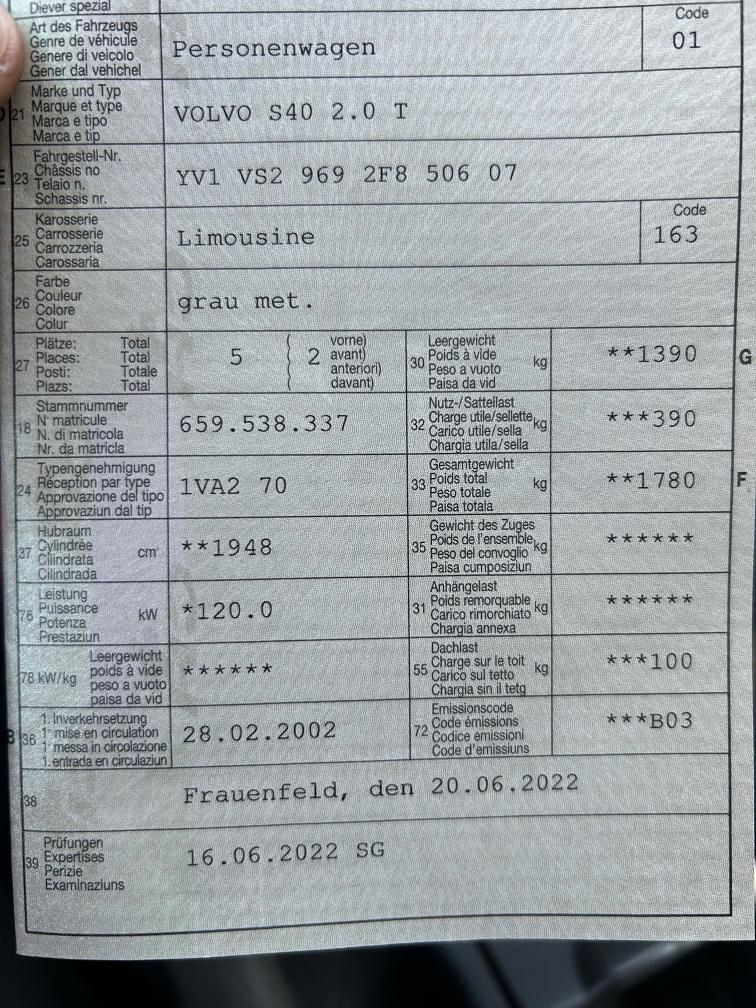 Diever spezial
Art des Fahrzeugs
Genre de véhicule
Genere di veicolo
Gener dal vehichel
Personenwagen
Code
01
21
Marke und Typ
Marque et type
Marca e tipo
Marca e tip
VOLVO S40 2.0 T
E
23
Fahrgestell-Nr.
Châssis no
Telaio n.
Schassis nr.
YV1 VS2 969 2F8 506 07
25
Karosserie
Carrosserie
Carrozzeria
Carossaria
Limousine
Code
163
26
Farbe
Couleur
Colore
Colur
grau met.
27
Plätze: Total
Places: Total
Posti: Totale
Plazs: Total
5 ( 2
vorne)
avant)
anteriori)
davant)
30
Leergewicht
Poids à vide
Peso a vuoto
Paisa da vid
kg
**1390
G
18
Stammnummer
N° matricule
N. di matricola
Nr. da matricla
659.538.337
32
Nutz-/Sattellast
Charge utile/sellette
Carico utile/sella
Chargia utila/sella
kg
***390
24
Typengenehmigung
Réception par type
Approvazione del tipo
Approvaziun dal tip
1VA2 70
33
Gesamtgewicht
Poids total
Peso totale
Paisa totala
kg
**1780
F
37
Hubraum
Cylindrée
Cilindrata
Cilindrada
cm³
**1948
35
Gewicht des Zuges
Poids de l'ensemble
Peso del convoglio
Paisa cumposiziun
kg
******
76
Leistung
Puissance
Potenza
Prestaziun
kW
*120.0
31
Anhängelast
Poids remorquable
Carico rimorchiato
Chargia annexa
kg
******
78 kW/kg
Leergewicht
poids à vide
peso a vuoto
paisa da vid
******
55
Dachlast
Charge sur le toit
Carico sul tetto
Chargia sin il tetg
kg
***100
B
36
1. Inverkehrsetzung
1re mise en circulation
1a messa in circolazione
1. entrada en circulaziun
28.02.2002
72
Emissionscode
Code émissions
Codice emissioni
Code d'emissiuns
***B03
38
Frauenfeld, den 20.06.2022
39
Prüfungen
Expertises
Perizie
Examinaziuns
16.06.2022 SG